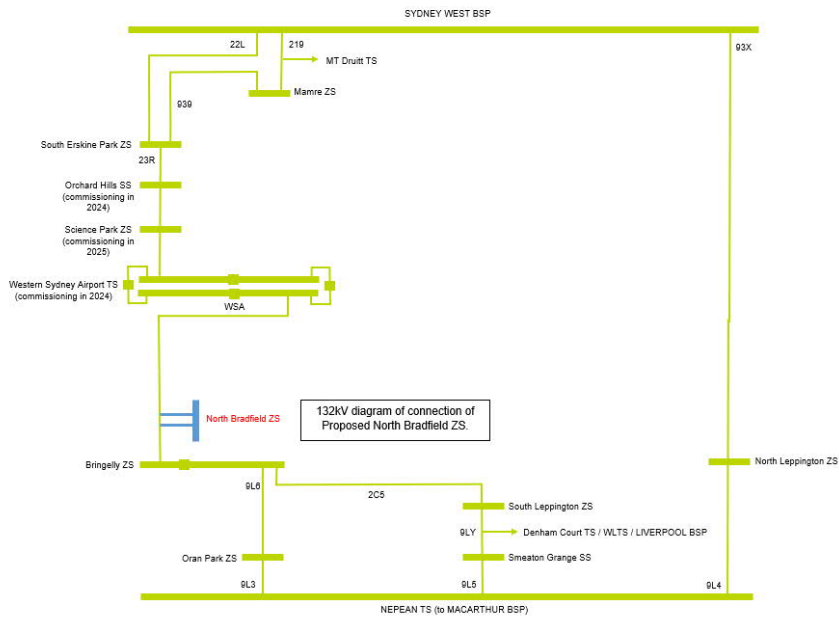 SYDNEY WEST BSP
22L
219
93X
MT Druitt TS
Mamre ZS
939
South Erskine Park ZS
23R
Orchard Hills SS
(commissioning in
2024)
Science Park ZS
(commissioning in
2025)
Western Sydney Airport TS
(commissioning in 2024)
WSA
North Bradfield ZS
132kV diagram of connection of
Proposed North Bradfield ZS.
Bringelly ZS
North Leppington ZS
9L6
2C5
South Leppington ZS
9LY
Denham Court TS / WLTS / LIVERPOOL BSP
Oran Park ZS
Smeaton Grange SS
9L3
9L5
9L4
NEPEAN TS (to MACARTHUR BSP)